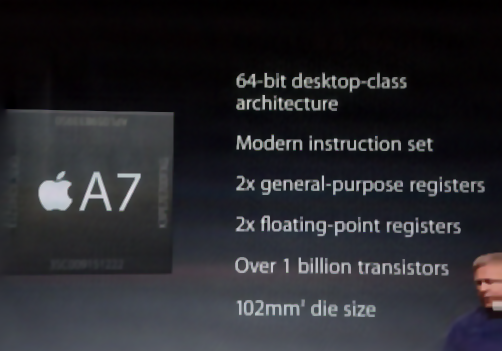 A7
64-bit desktop-class
architecture
Modern instruction set
2x general-purpose registers
2x floating-point registers
Over 1 billion transistors
102mm² die size